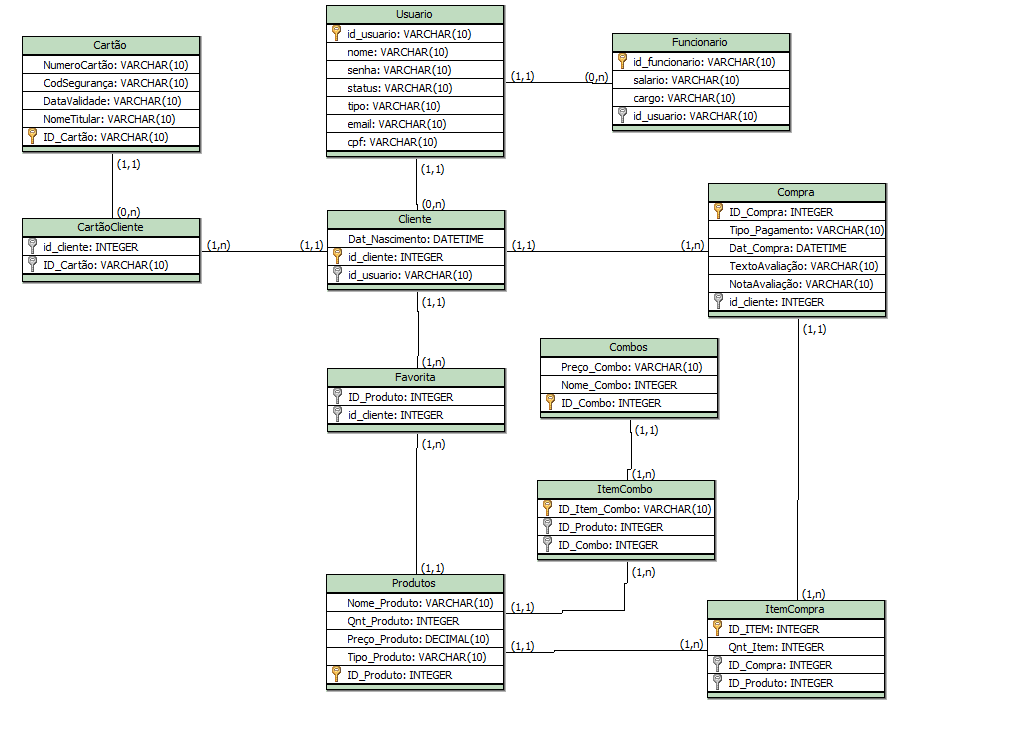 Usuario
id_usuario: VARCHAR(10)
nome: VARCHAR(10)
senha: VARCHAR(10)
status: VARCHAR(10)
tipo: VARCHAR(10)
email: VARCHAR(10)
cpf: VARCHAR(10)
Cartão
NumeroCartão: VARCHAR(10)
CodSegurança: VARCHAR(10)
DataValidade: VARCHAR(10)
NomeTitular: VARCHAR(10)
ID_Cartão: VARCHAR(10)
Funcionario
id_funcionario: VARCHAR(10)
salario: VARCHAR(10)
cargo: VARCHAR(10)
id_usuario: VARCHAR(10)
(1,1)
(0,n)
(1,1)
(0,n)
(1,1)
(0,n)
CartãoCliente
id_cliente: INTEGER
ID_Cartão: VARCHAR(10)
(1,n)
(1,1)
Cliente
Dat_Nascimento: DATETIME
id_cliente: INTEGER
id_usuario: VARCHAR(10)
(1,1)
(1,n)
Compra
ID_Compra: INTEGER
Tipo_Pagamento: VARCHAR(10)
Dat_Compra: DATETIME
TextoAvaliação: VARCHAR(10)
NotaAvaliação: VARCHAR(10)
id_cliente: INTEGER
(1,1)
(1,n)
(1,1)
Favorita
ID_Produto: INTEGER
id_cliente: INTEGER
(1,n)
Combos
Preço_Combo: VARCHAR(10)
Nome_Combo: INTEGER
ID_Combo: INTEGER
(1,1)
(1,n)
ItemCombo
ID_Item_Combo: VARCHAR(10)
ID_Produto: INTEGER
ID_Combo: INTEGER
(1,n)
(1,1)
Produtos
Nome_Produto: VARCHAR(10)
Qnt_Produto: INTEGER
Preço_Produto: DECIMAL(10)
Tipo_Produto: VARCHAR(10)
ID_Produto: INTEGER
(1,1)
(1,1)
(1,n)
(1,n)
ItemCompra
ID_ITEM: INTEGER
Qnt_Item: INTEGER
ID_Compra: INTEGER
ID_Produto: INTEGER